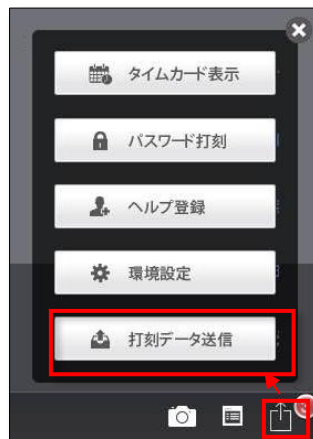 タイムカード表示
パスワード打刻
ヘルプ登録
環境設定
打刻データ送信